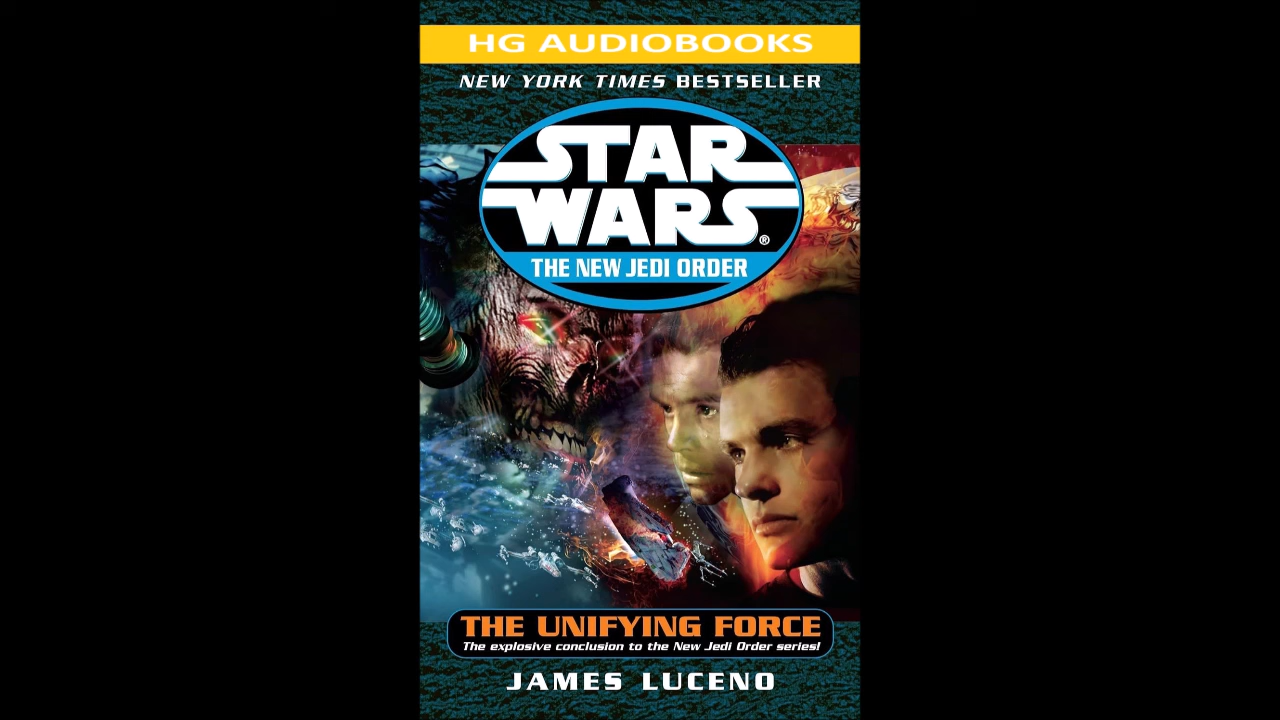 HG AUDIOBOOKS
NEW YORK TIMES BESTSELLER
STAR
WARS®
THE NEW JEDI ORDER
THE UNIFYING FORCE
The explosive conclusion to the New Jedi Order series!
JAMES LUCENO